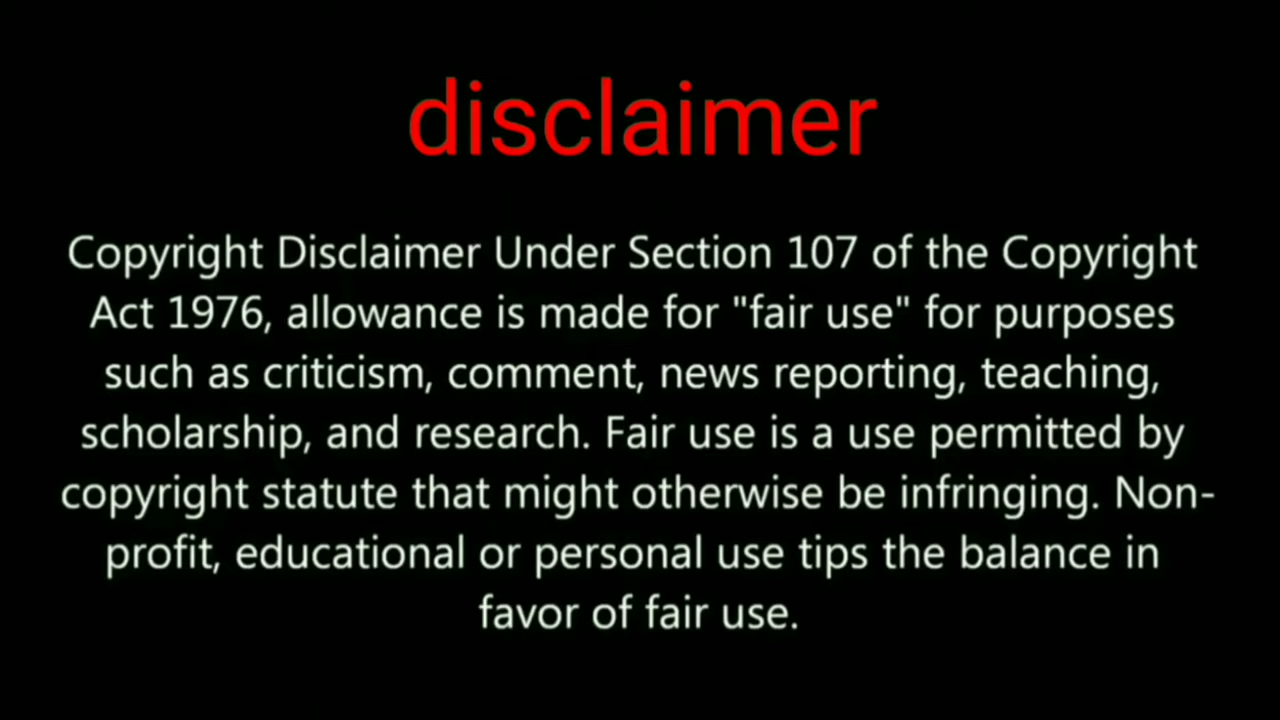 disclaimer
Copyright Disclaimer Under Section 107 of the Copyright
Act 1976, allowance is made for "fair use" for purposes
such as criticism, comment, news reporting, teaching,
scholarship, and research. Fair use is a use permitted by
copyright statute that might otherwise be infringing. Non-
profit, educational or personal use tips the balance in
favor of fair use.